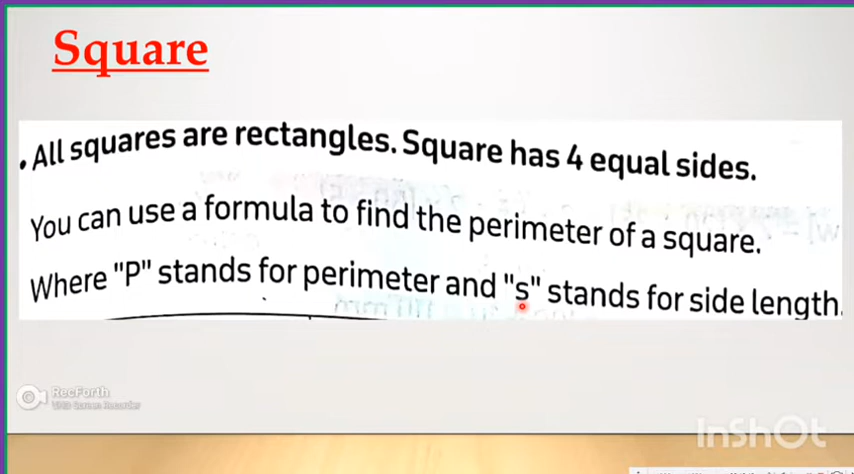 Square
. All squares are rectangles. Square has 4 equal sides.
You can use a formula to find the perimeter of a square.
Where "P" stands for perimeter and "s" stands for side length.
RecForth
InShOt